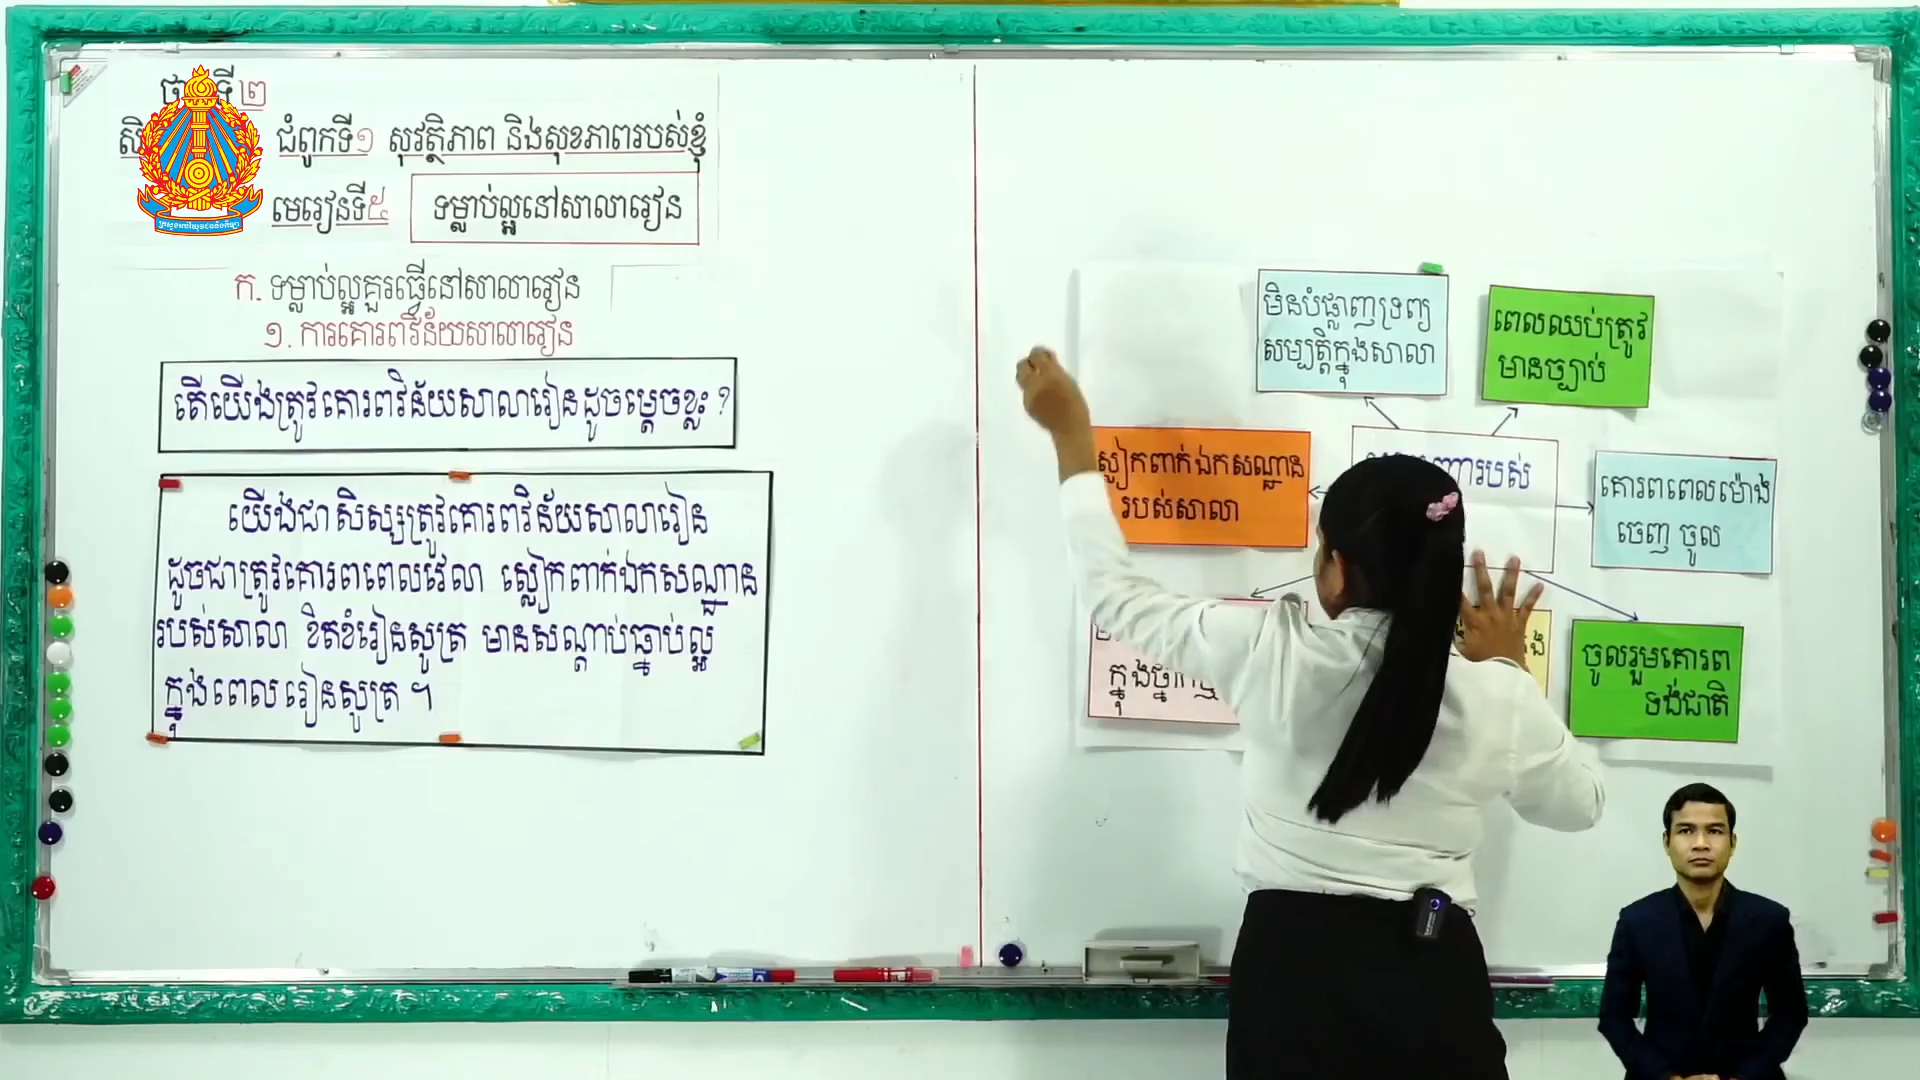 ទី២
ជំពូកទី១ សុវត្ថិភាព និងសុខភាពរបស់ខ្ញុំ
មេរៀនទី៥ ទម្លាប់ល្អនៅសាលារៀន
ក. ទម្លាប់ល្អគួរធ្វើនៅសាលារៀន
១. ការគោរពវិន័យសាលារៀន
តើយើងត្រូវគោរពវិន័យសាលារៀនដូចម្តេចខ្លះ ?
យើងជាសិស្សត្រូវគោរពវិន័យសាលារៀន
ដូចជាត្រូវគោរពពេលវេលា ស្លៀកពាក់ឯកសណ្ឋាន
របស់សាលា ខិតខំរៀនសូត្រ មានសណ្តាប់ធ្នាប់ល្អ
ក្នុងពេលរៀនសូត្រ ។
មិនបំផ្លាញទ្រព្យ
សម្បត្តិក្នុងសាលា
ពេលឈប់ត្រូវ
មានច្បាប់
ស្លៀកពាក់ឯកសណ្ឋាន
របស់សាលា
របស់
គោរពពេលម៉ោង
ចេញ ចូល
ក្នុងថ្នាក់
ចូលរួមគោរព
ទង់ជាតិ